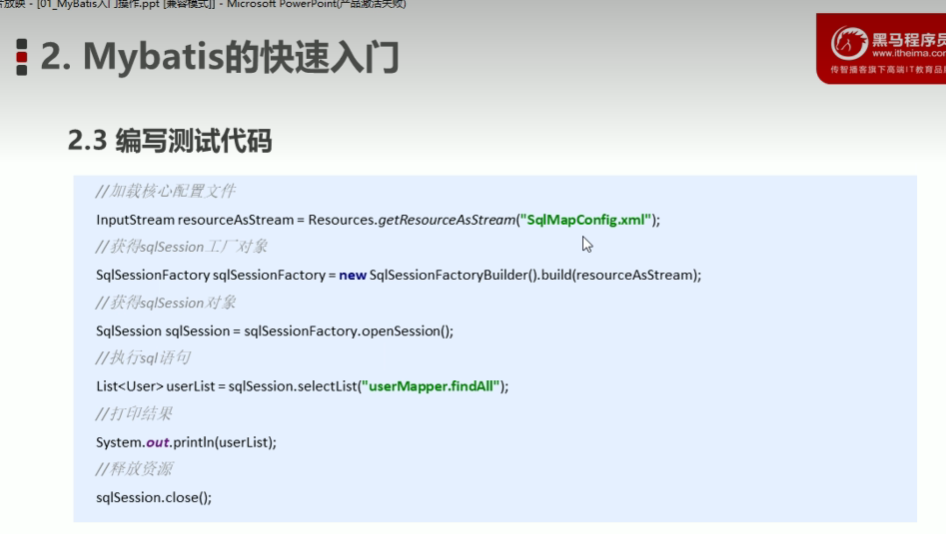 放映 - [01_MyBatis入门操作.ppt [兼容模式]] - Microsoft PowerPoint(产品激活失败)
2. Mybatis的快速入门
黑马程序员
www.itheima.com
传智播客旗下高端IT教育品
2.3 编写测试代码
//加载核心配置文件
InputStream resourceAsStream = Resources.getResourceAsStream("SqlMapConfig.xml");
//获得sqlSession工厂对象
SqlSessionFactory sqlSessionFactory = new SqlSessionFactoryBuilder().build(resourceAsStream);
//获得sqlSession对象
SqlSession sqlSession = sqlSessionFactory.openSession();
//执行sql语句
List<User> userList = sqlSession.selectList("userMapper.findAll");
//打印结果
System.out.println(userList);
//释放资源
sqlSession.close();